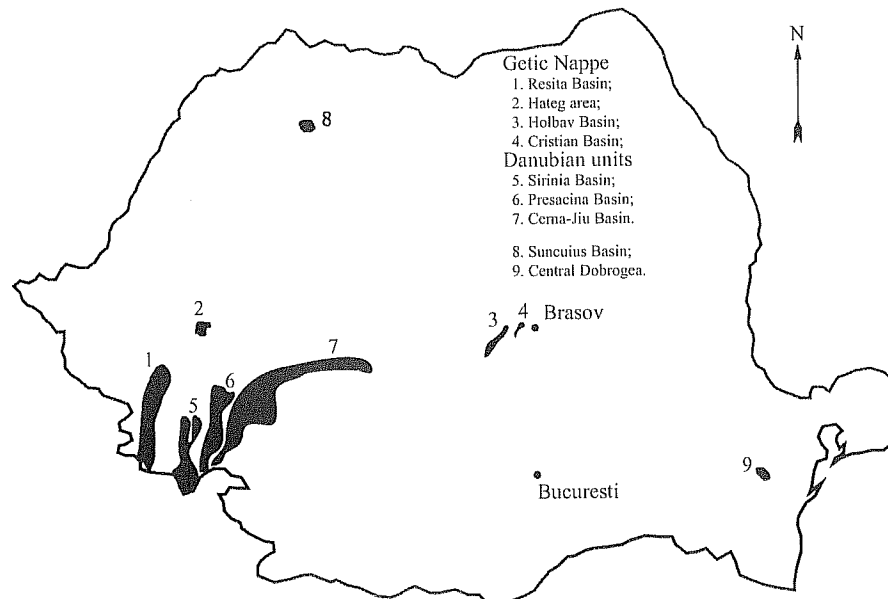 N
Getic Nappe
1. Resita Basin;
2. Hateg area;
3. Holbav Basin;
4. Cristian Basin;
Danubian units
5. Sirinia Basin;
6. Presacina Basin;
7. Cerna-Jiu Basin.
8. Suncuius Basin;
9. Central Dobrogea.
8
2
3
4
Brasov
1
7
6
5
9
Bucuresti